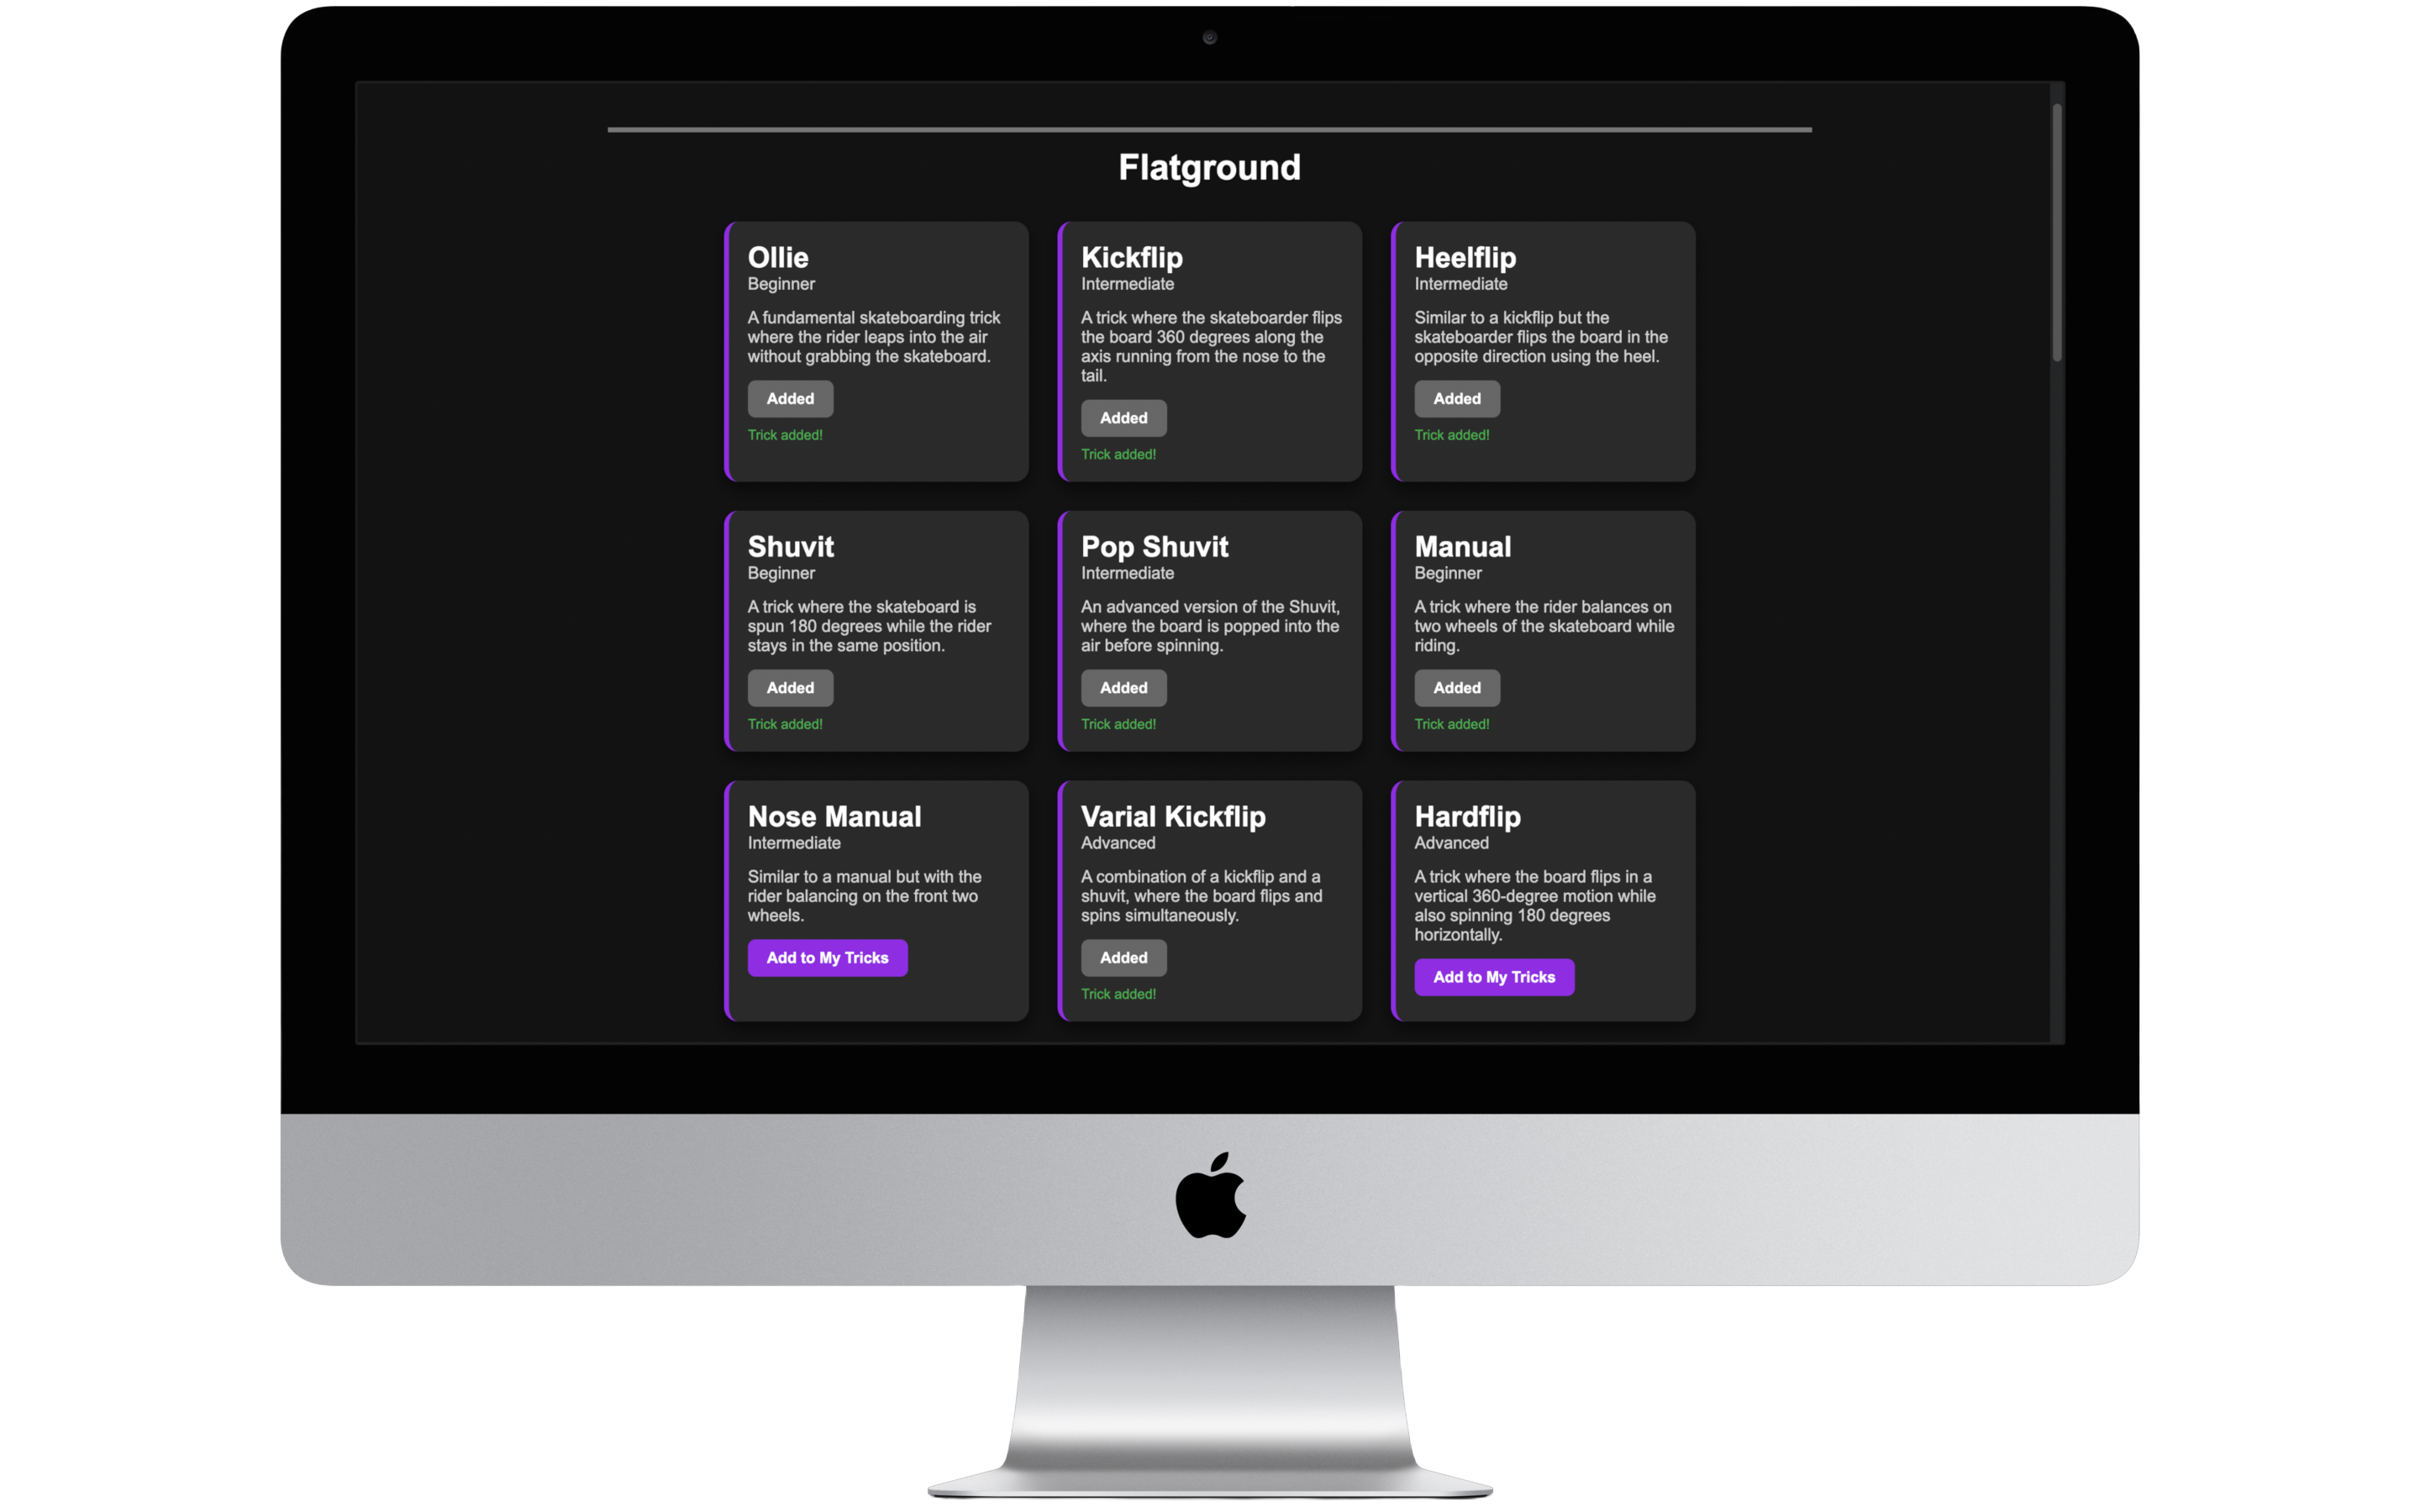 Flatground
Ollie
Beginner
A fundamental skateboarding trick
where the rider leaps into the air
without grabbing the skateboard.
Added
Trick added!
Kickflip
Intermediate
A trick where the skateboarder flips
the board 360 degrees along the
axis running from the nose to the
tail.
Added
Trick added!
Heelflip
Intermediate
Similar to a kickflip but the
skateboarder flips the board in the
opposite direction using the heel.
Added
Trick added!
Shuvit
Beginner
A trick where the skateboard is
spun 180 degrees while the rider
stays in the same position.
Added
Trick added!
Pop Shuvit
Intermediate
An advanced version of the Shuvit,
where the board is popped into the
air before spinning.
Added
Trick added!
Manual
Beginner
A trick where the rider balances on
two wheels of the skateboard while
riding.
Added
Trick added!
Nose Manual
Intermediate
Similar to a manual but with the
rider balancing on the front two
wheels.
Add to My Tricks
Varial Kickflip
Advanced
A combination of a kickflip and a
shuvit, where the board flips and
spins simultaneously.
Added
Trick added!
Hardflip
Advanced
A trick where the board flips in a
vertical 360-degree motion while
also spinning 180 degrees
horizontally.
Add to My Tricks